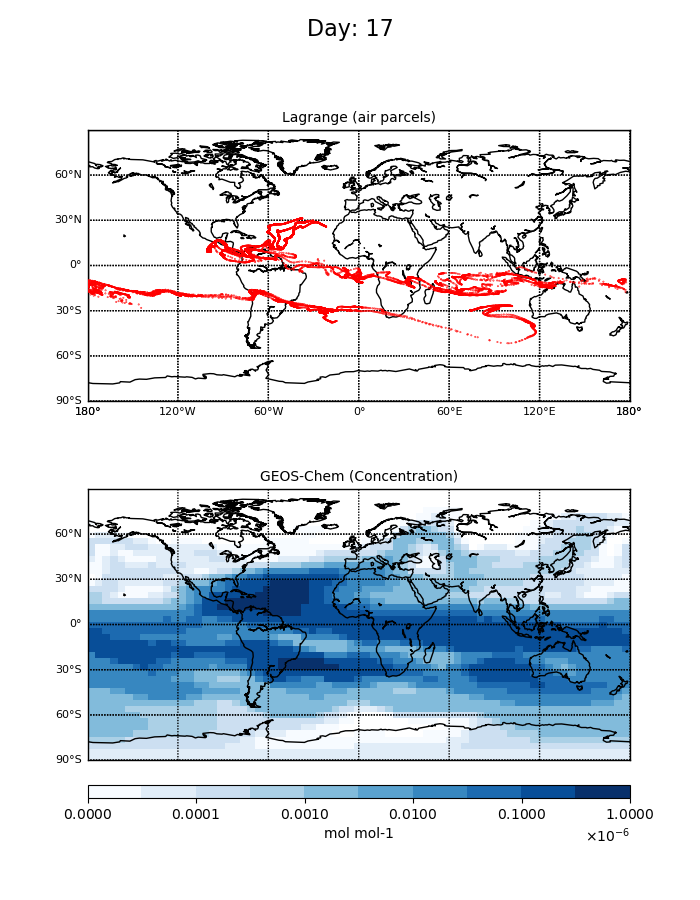 Day: 17
Lagrange (air parcels)
60°N
30°N
0°
30°S
60°S
90°S
180° 120°W 60°W 0° 60°E 120°E 180°
GEOS-Chem (Concentration)
60°N
30°N
0°
30°S
60°S
90°S
0.0000 0.0001 0.0010 0.0100 0.1000 1.0000
mol mol-1 ×10⁻⁶